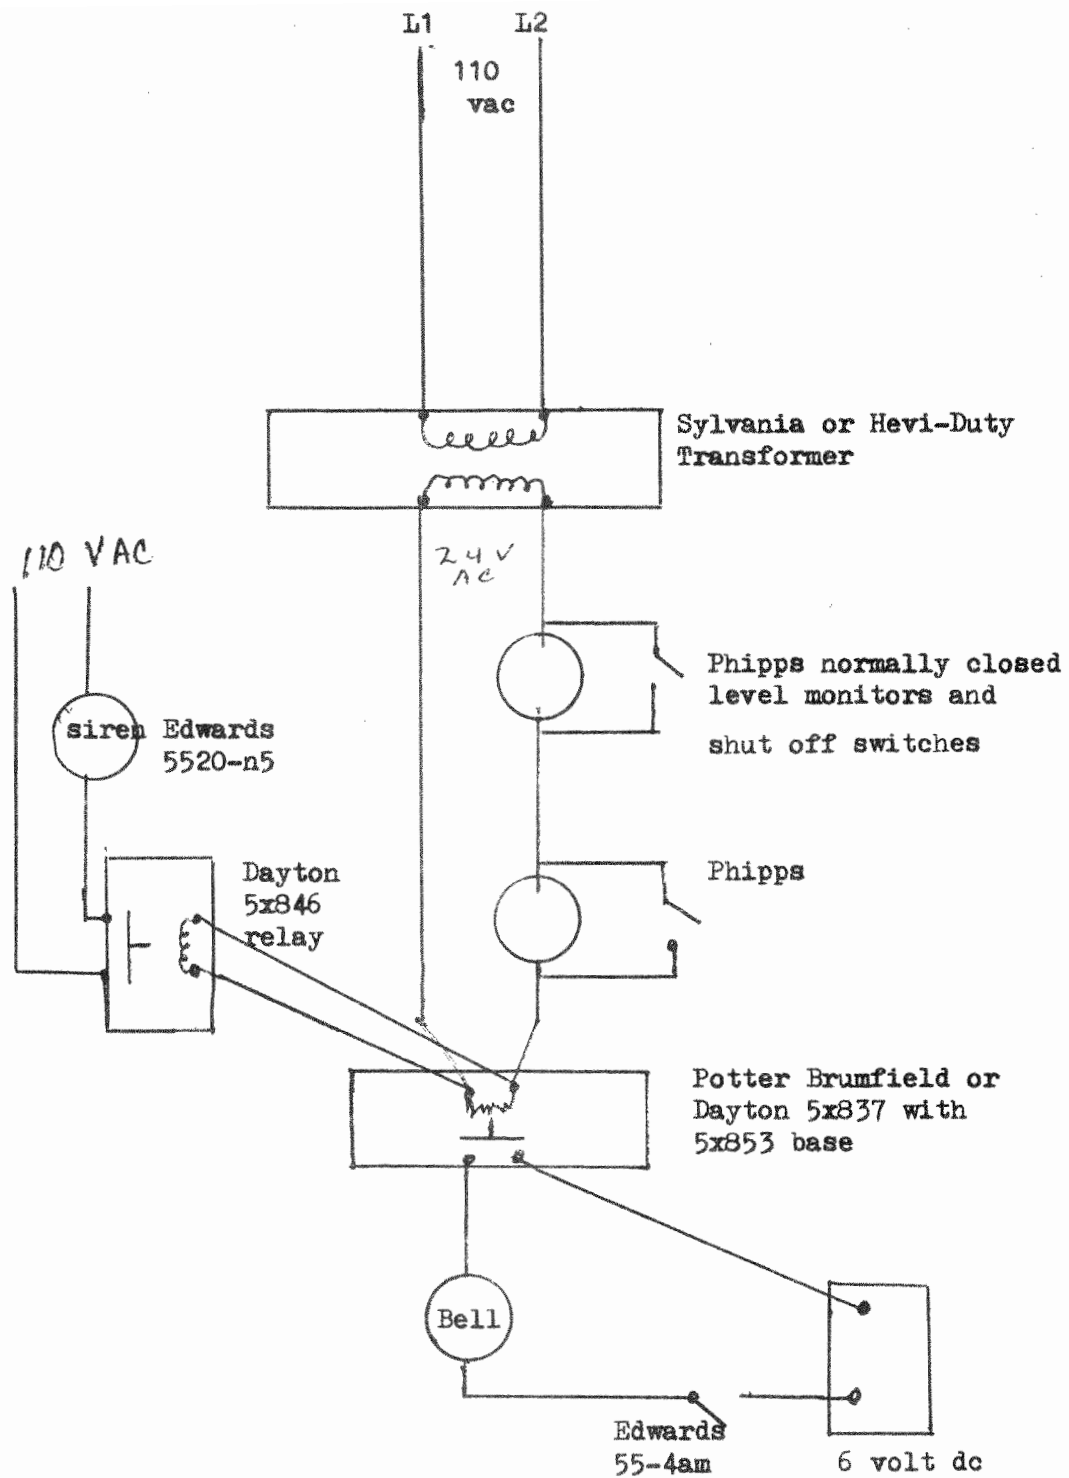 L1 L2
110
vac
Sylvania or Hevi-Duty
Transformer
110 VAC
24 V
AC
Phipps normally closed
level monitors and
shut off switches
siren Edwards
5520-n5
Phipps
Dayton
5x846
relay
Potter Brumfield or
Dayton 5x837 with
5x853 base
Bell
Edwards
55-4am
6 volt dc